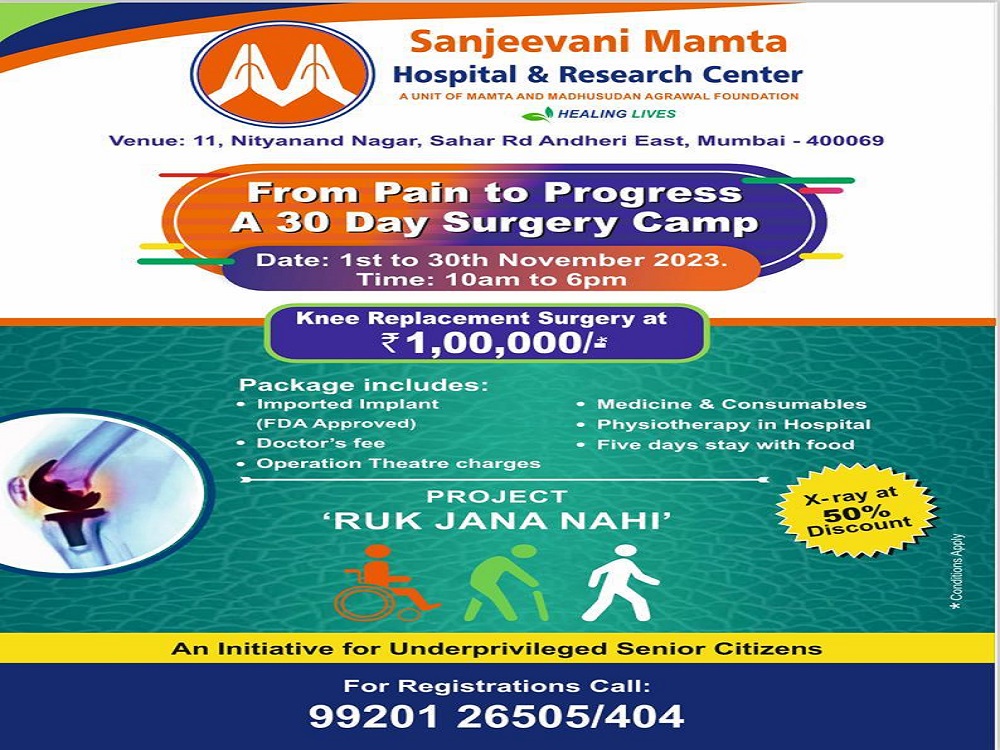 Sanjeevani Mamta
Hospital & Research Center
A UNIT OF MAMTA AND MADHUSUDAN AGRAWAL FOUNDATION
HEALING LIVES
Venue: 11, Nityanand Nagar, Sahar Rd Andheri East, Mumbai - 400069
From Pain to Progress
A 30 Day Surgery Camp
Date: 1st to 30th November 2023.
Time: 10am to 6pm
Knee Replacement Surgery at
₹ 1,00,000/-*
Package includes:
• Imported Implant
(FDA Approved)
• Doctor's fee
• Operation Theatre charges
• Medicine & Consumables
• Physiotherapy in Hospital
• Five days stay with food
PROJECT
'RUK JANA NAHI'
X-ray at
50%
Discount
* Conditions Apply
An Initiative for Underprivileged Senior Citizens
For Registrations Call:
99201 26505/404